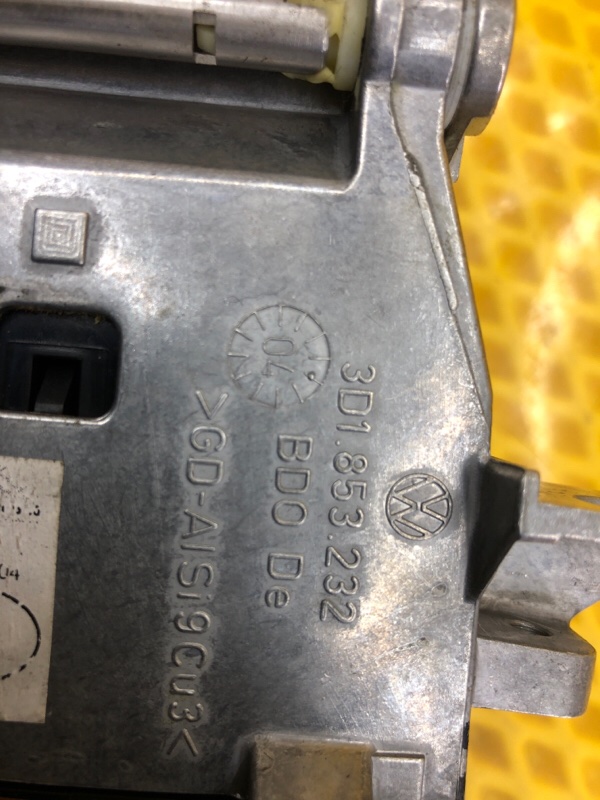 3D1.853.232
BDO De
04
>GD-AlSi9Cu3<